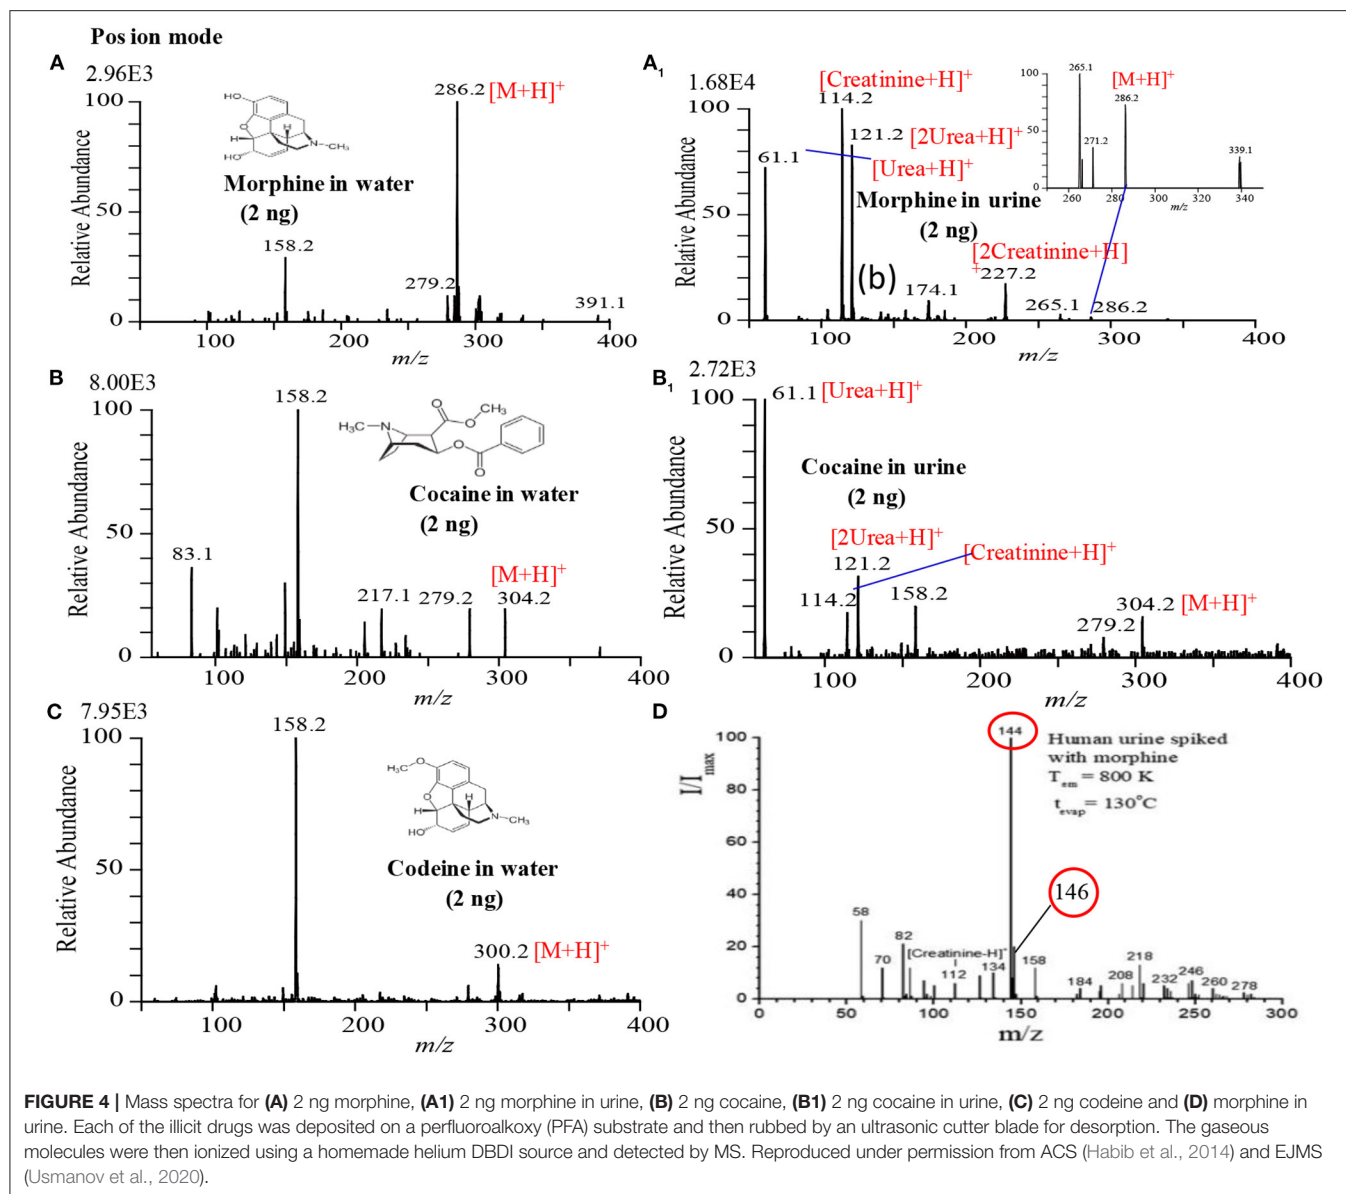 Pos ion mode
A
2.96E3
100
50
0
Relative Abundance
286.2 [M+H]+
HO
O
H
H
HO
N
CH₃
Morphine in water
(2 ng)
158.2
279.2
391.1
100
200
300
400
m/z
A₁
1.68E4
[Creatinine+H]+
114.2
100
50
0
Relative Abundance
121.2 [2Urea+H]+
61.1
[Urea+H]+
Morphine in urine
(2 ng)
(b)
[2Creatinine+H]
+
227.2
174.1
265.1
286.2
100
200
300
400
m/z
265.1
[M+H]+
100
286.2
50
271.2
339.1
0
260
280
300
320
340
m/z
B
8.00E3
100
50
0
Relative Abundance
158.2
CH₃
O
O
H₃C
N
O
O
Cocaine in water
(2 ng)
83.1
[M+H]+
217.1
279.2
304.2
100
200
300
400
m/z
B₁
2.72E3
100
50
0
Relative Abundance
61.1 [Urea+H]+
Cocaine in urine
(2 ng)
[2Urea+H]+
121.2
[Creatinine+H]+
114.2
158.2
304.2 [M+H]+
279.2
100
200
300
400
m/z
C
7.95E3
100
50
0
Relative Abundance
158.2
H₃C
O
O
H
H
HO
N
CH₃
Codeine in water
(2 ng)
300.2 [M+H]+
100
200
300
400
m/z
D
I/Imax
100
80
60
40
20
0
144
Human urine spiked
with morphine
Tem = 800 K
tevap = 130°C
146
58
70
82
[Creatinine-H]+
112
134
158
184
208
218
232
246
260
278
0
50
100
150
200
250
300
m/z
FIGURE 4 | Mass spectra for (A) 2 ng morphine, (A1) 2 ng morphine in urine, (B) 2 ng cocaine, (B1) 2 ng cocaine in urine, (C) 2 ng codeine and (D) morphine in
urine. Each of the illicit drugs was deposited on a perfluoroalkoxy (PFA) substrate and then rubbed by an ultrasonic cutter blade for desorption. The gaseous
molecules were then ionized using a homemade helium DBDI source and detected by MS. Reproduced under permission from ACS (Habib et al., 2014) and EJMS
(Usmanov et al., 2020).